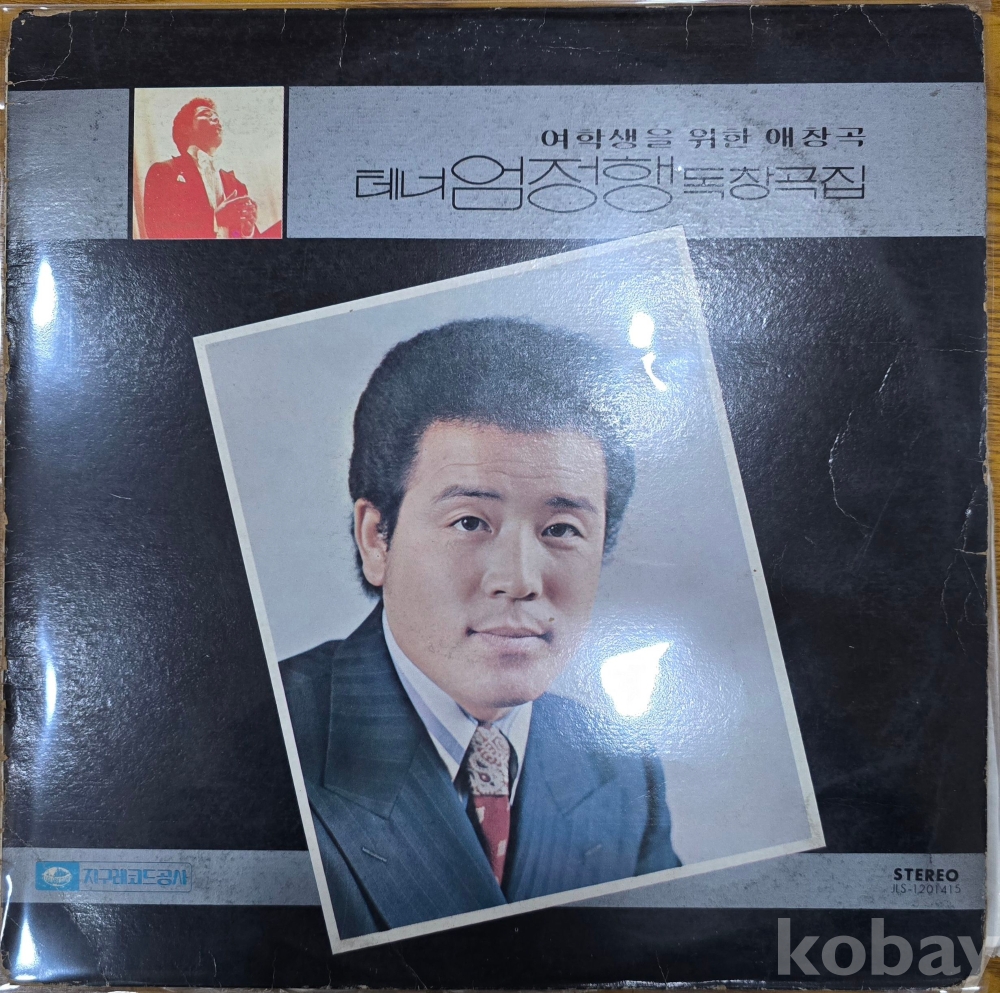 여학생을 위한 애창곡
테너 엄정행 독창곡집
지구레코드공사
STEREO
JLS-1201415
kobay